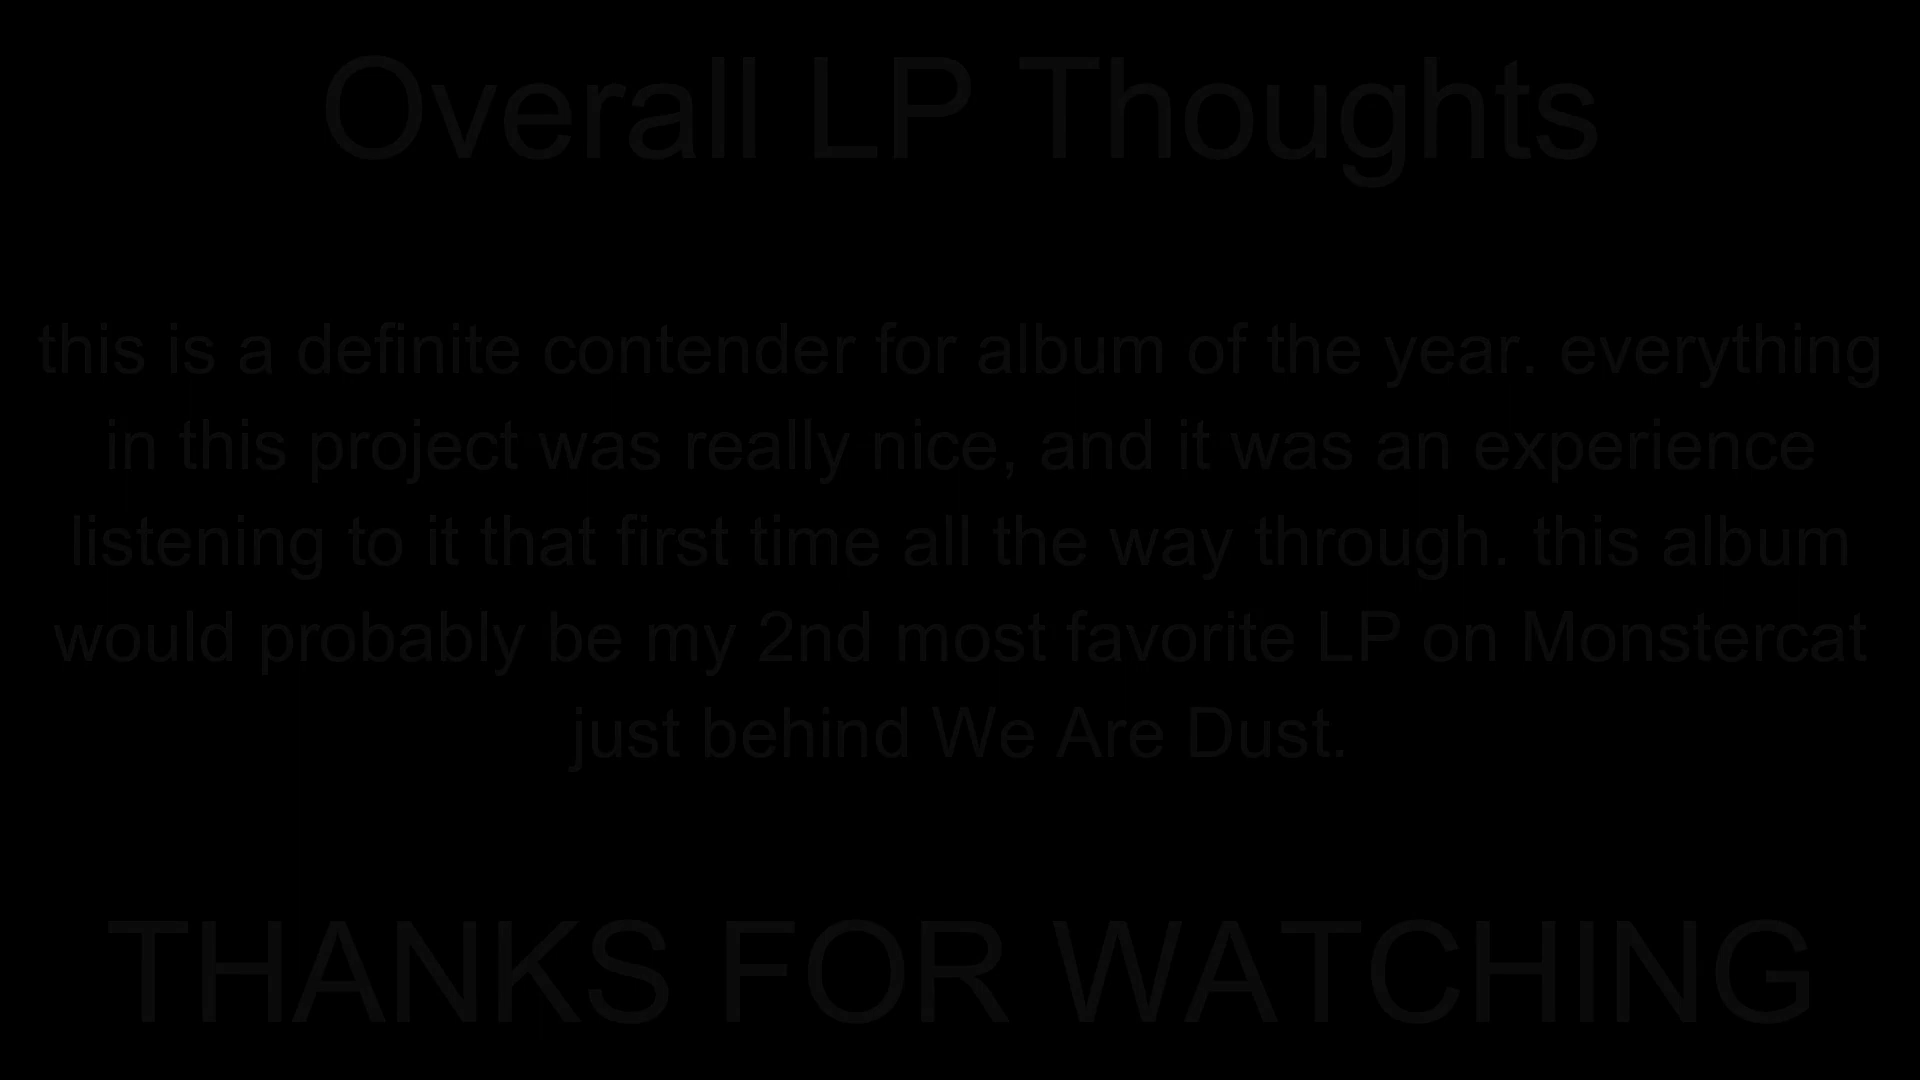 Overall LP Thoughts
this is a definite contender for album of the year. everything
in this project was really nice, and it was an experience
listening to it that first time all the way through. this album
would probably be my 2nd most favorite LP on Monstercat
just behind We Are Dust.
THANKS FOR WATCHING